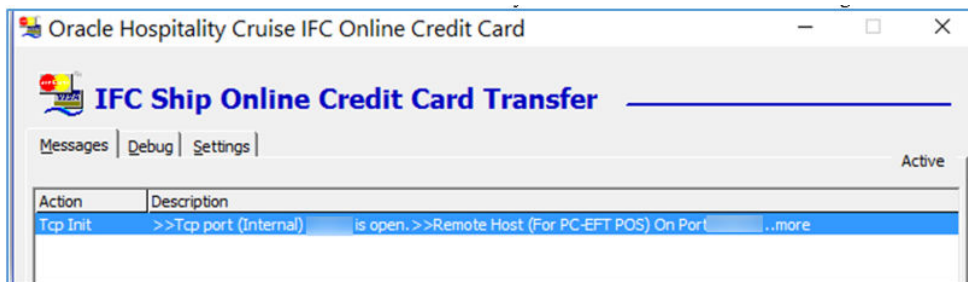 Oracle Hospitality Cruise IFC Online Credit Card
IFC Ship Online Credit Card Transfer
Messages Debug Settings
Active
Action Description
Tcp Init >>Tcp port (Internal) is open.>>Remote Host (For PC-EFT POS) On Port ..more